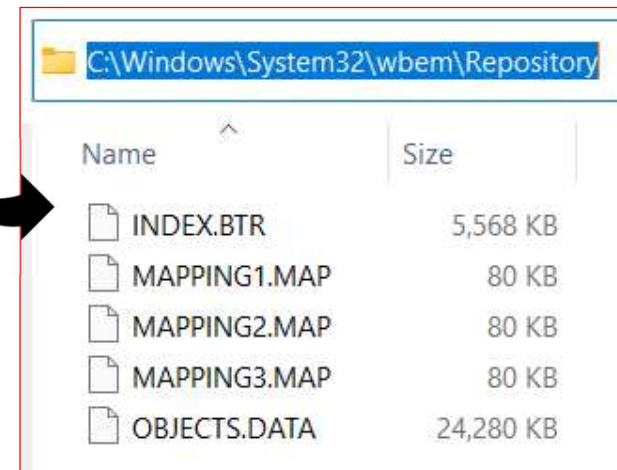 C:\Windows\System32\wbem\Repository
Name Size
INDEX.BTR 5,568 KB
MAPPING1.MAP 80 KB
MAPPING2.MAP 80 KB
MAPPING3.MAP 80 KB
OBJECTS.DATA 24,280 KB